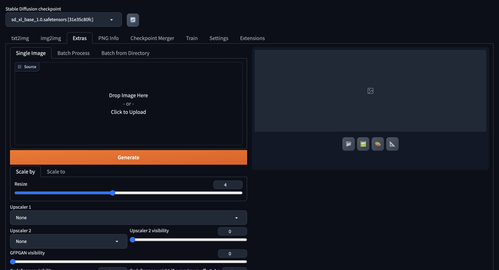 Stable Diffusion checkpoint
sd_xl_base_1.0.safetensors [31e35c80fc]
txt2img img2img Extras PNG Info Checkpoint Merger Train Settings Extensions
Single Image Batch Process Batch from Directory
Source
Drop Image Here
- or -
Click to Upload
Generate
Scale by Scale to
Resize 4
Upscaler 1
None
Upscaler 2 Upscaler 2 visibility 0
None
GFPGAN visibility 0